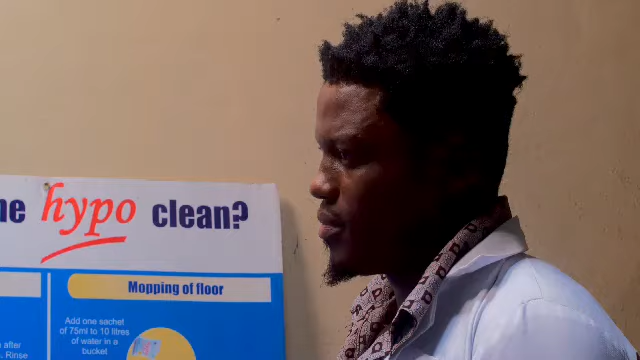 ne hypo clean?
Mopping of floor
Add one sachet
of 75ml to 10 litres
of water in a
bucket
after
. Rinse